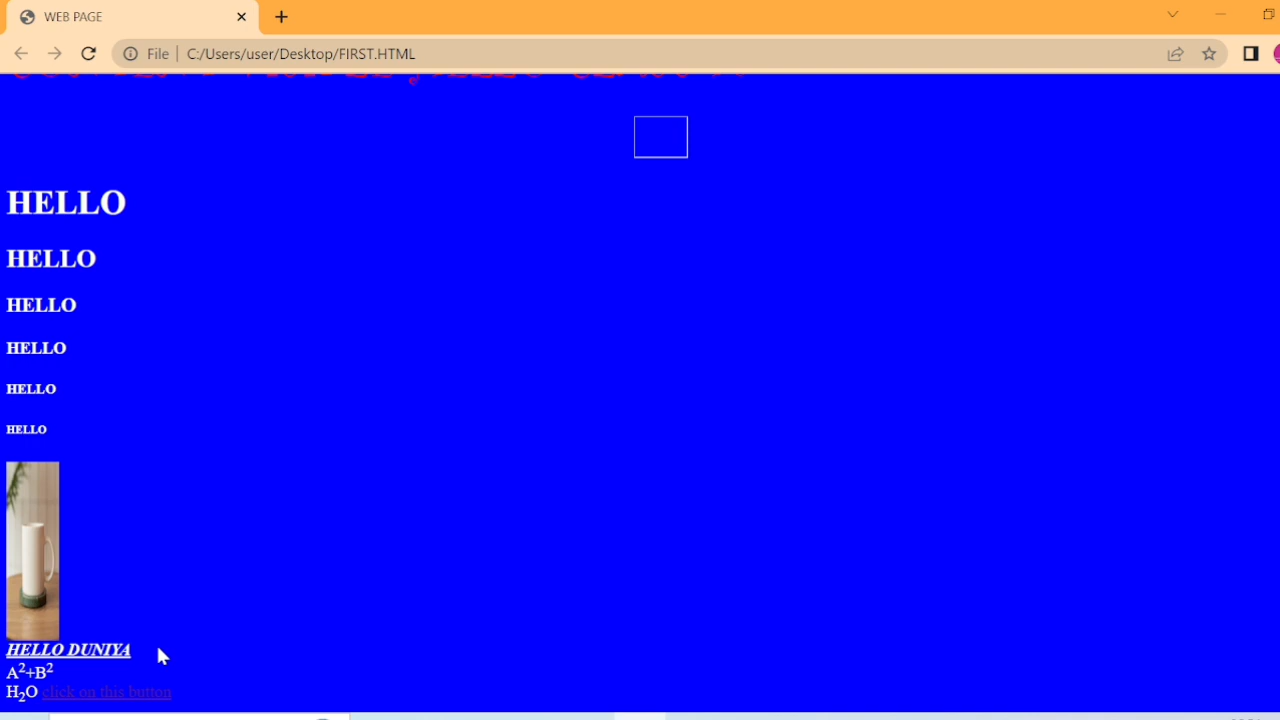 WEB PAGE
File C:/Users/user/Desktop/FIRST.HTML
HELLO
HELLO
HELLO
HELLO
HELLO
HELLO
HELLO DUNIYA
A²+B²
H₂O click on this button